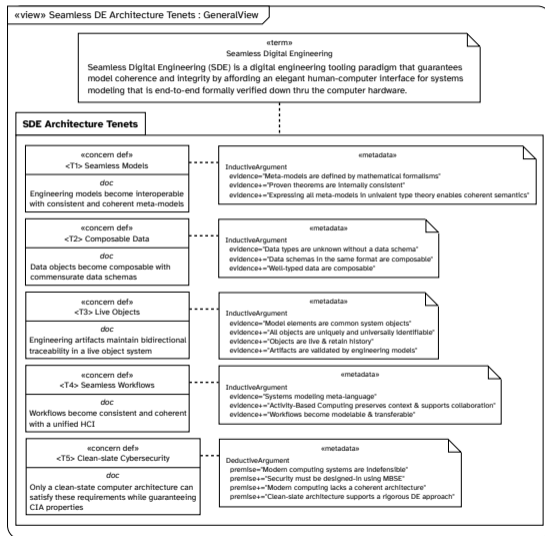 «view» Seamless DE Architecture Tenets : GeneralView
«term»
Seamless Digital Engineering
Seamless Digital Engineering (SDE) is a digital engineering tooling paradigm that guarantees
model coherence and integrity by affording an elegant human-computer interface for systems
modeling that is end-to-end formally verified down thru the computer hardware.
SDE Architecture Tenets
«concern def»
<T1> Seamless Models
doc
Engineering models become interoperable
with consistent and coherent meta-models
«metadata»
InductiveArgument
evidence="Meta-models are defined by mathematical formalisms"
evidence+="Proven theorems are internally consistent"
evidence+="Expressing all meta-models in univalent type theory enables coherent semantics"
«concern def»
<T2> Composable Data
doc
Data objects become composable with
commensurate data schemas
«metadata»
InductiveArgument
evidence="Data types are unknown without a data schema"
evidence+="Data schemas in the same format are composable"
evidence+="Well-typed data are composable"
«concern def»
<T3> Live Objects
doc
Engineering artifacts maintain bidirectional
traceability in a live object system
«metadata»
InductiveArgument
evidence="Model elements are common system objects"
evidence+="All objects are uniquely and universally identifiable"
evidence+="Objects are live & retain history"
evidence+="Artifacts are validated by engineering models"
«concern def»
<T4> Seamless Workflows
doc
Workflows become consistent and coherent
with a unified HCI
«metadata»
InductiveArgument
evidence="Systems modeling meta-language"
evidence+="Activity-Based Computing preserves context & supports collaboration"
evidence+="Workflows become modelable & transferable"
«concern def»
<T5> Clean-slate Cybersecurity
doc
Only a clean-state computer architecture can
satisfy these requirements while guaranteeing
CIA properties
«metadata»
DeductiveArgument
premise="Modern computing systems are indefensible"
premise+="Security must be designed-in using MBSE"
premise+="Modern computing lacks a coherent architecture"
premise+="Clean-slate architecture supports a rigorous DE approach"